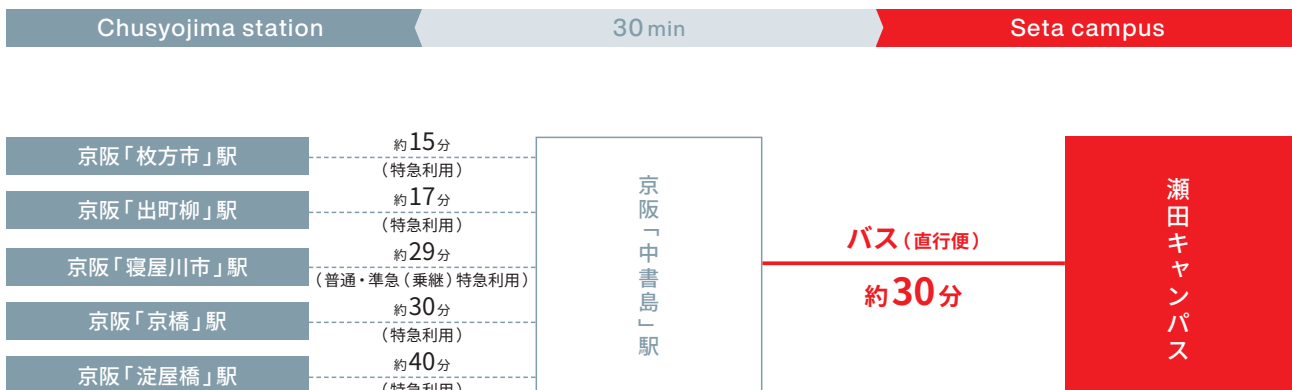 Chusyojima station
30 min
Seta campus
京阪「枚方市」駅
約15分
(特急利用)
京阪「出町柳」駅
約17分
(特急利用)
京阪「寝屋川市」駅
約29分
(普通・準急(乗継)特急利用)
京阪「京橋」駅
約30分
(特急利用)
京阪「淀屋橋」駅
約40分
(特急利用)
京阪「中書島」駅
バス(直行便)
約30分
瀬田キャンパス